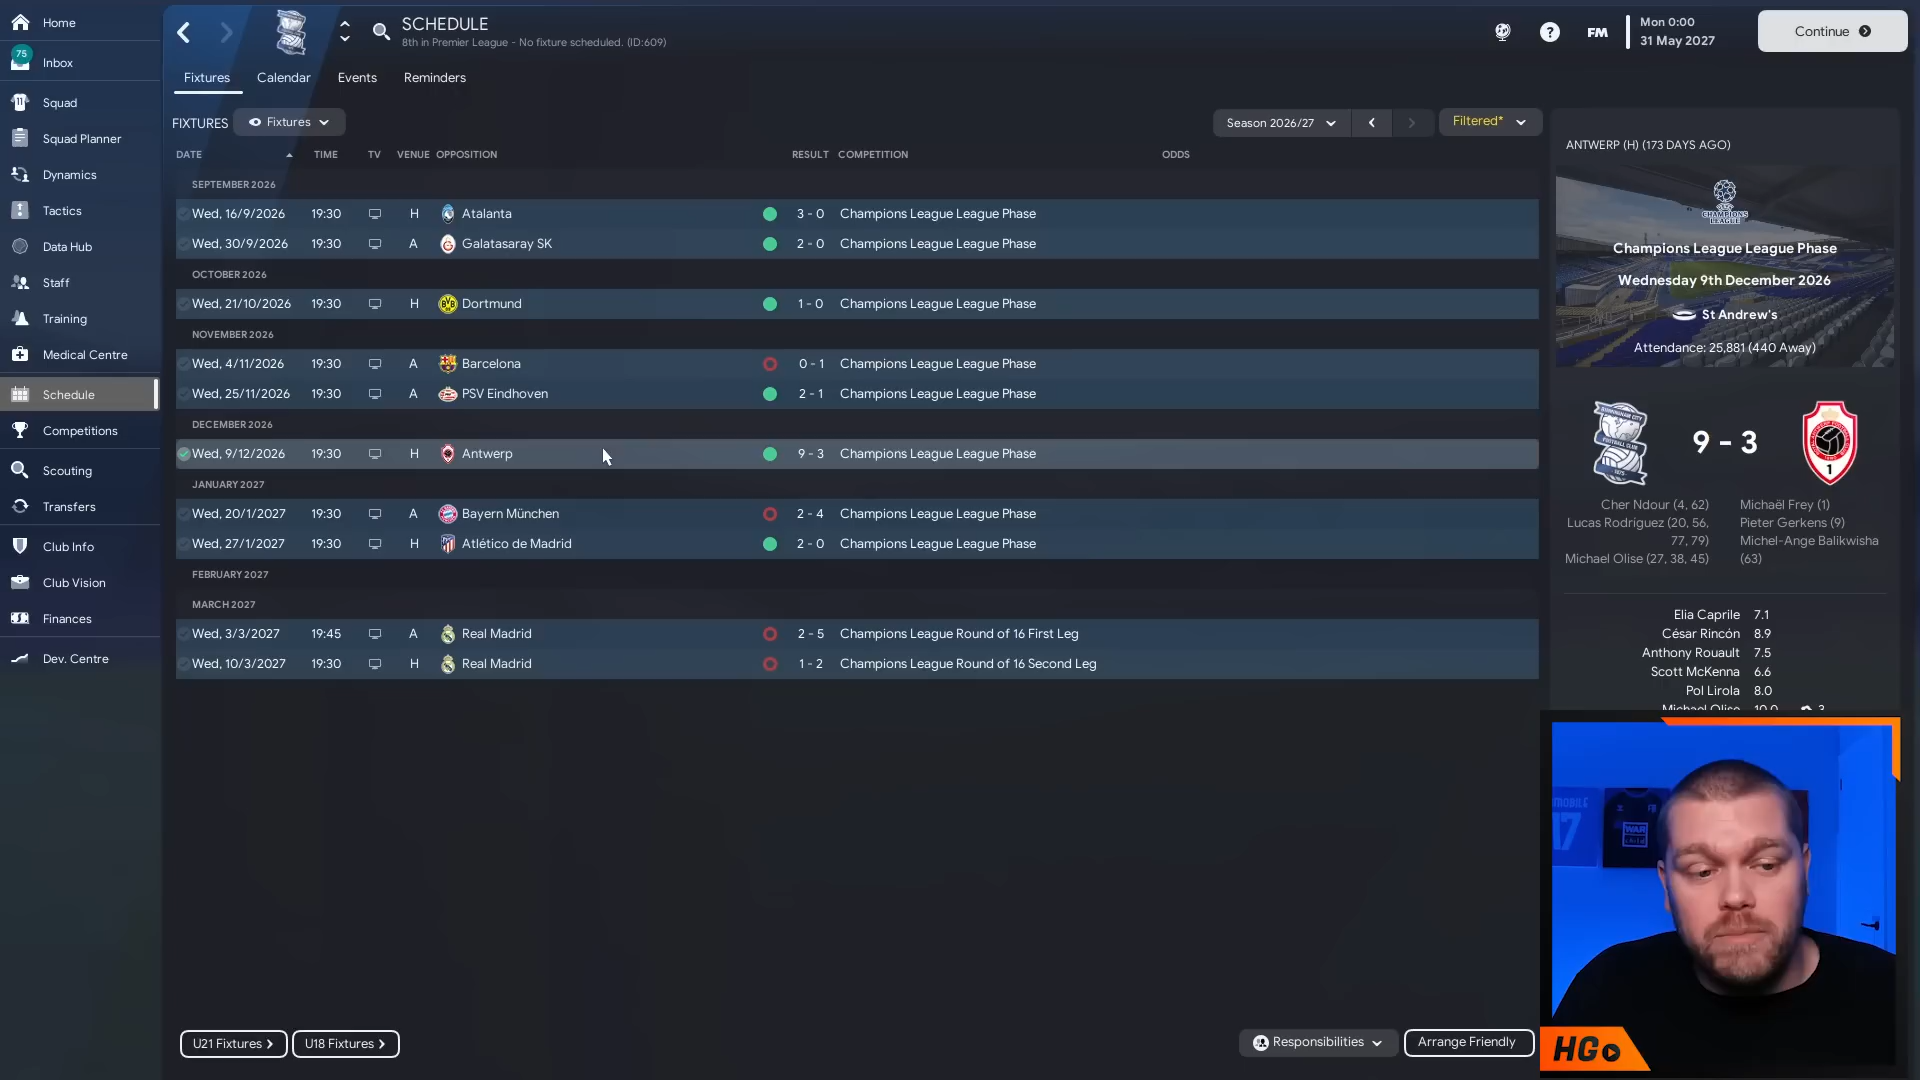 Home
SCHEDULE
8th in Premier League - No fixture scheduled. (ID:609)
FM
Mon 0:00
31 May 2027
Continue
75
Inbox
Squad
Squad Planner
Dynamics
Tactics
Data Hub
Staff
Training
Medical Centre
Schedule
Competitions
Scouting
Transfers
Club Info
Club Vision
Finances
Dev. Centre
Fixtures Calendar Events Reminders
FIXTURES Fixtures
Season 2026/27
Filtered*
DATE TIME TV VENUE OPPOSITION RESULT COMPETITION ODDS
SEPTEMBER 2026
Wed, 16/9/2026 19:30 H Atalanta 3 - 0 Champions League League Phase
Wed, 30/9/2026 19:30 A Galatasaray SK 2 - 0 Champions League League Phase
OCTOBER 2026
Wed, 21/10/2026 19:30 H Dortmund 1 - 0 Champions League League Phase
NOVEMBER 2026
Wed, 4/11/2026 19:30 A Barcelona 0 - 1 Champions League League Phase
Wed, 25/11/2026 19:30 A PSV Eindhoven 2 - 1 Champions League League Phase
DECEMBER 2026
Wed, 9/12/2026 19:30 H Antwerp 9 - 3 Champions League League Phase
JANUARY 2027
Wed, 20/1/2027 19:30 A Bayern München 2 - 4 Champions League League Phase
Wed, 27/1/2027 19:30 H Atlético de Madrid 2 - 0 Champions League League Phase
FEBRUARY 2027
MARCH 2027
Wed, 3/3/2027 19:45 A Real Madrid 2 - 5 Champions League Round of 16 First Leg
Wed, 10/3/2027 19:30 H Real Madrid 1 - 2 Champions League Round of 16 Second Leg
ANTWERP (H) (173 DAYS AGO)
CHAMPIONS LEAGUE
Champions League League Phase
Wednesday 9th December 2026
St Andrew's
Attendance: 25,881 (440 Away)
9 - 3
Cher Ndour (4, 62)
Lucas Rodríguez (20, 56,
77, 79)
Michael Olise (27, 38, 45)
Michaël Frey (1)
Pieter Gerkens (9)
Michel-Ange Balikwisha
(63)
Elia Caprile 7.1
César Rincón 8.9
Anthony Rouault 7.5
Scott McKenna 6.6
Pol Lirola 8.0
Michael Olise 10.0 3
U21 Fixtures
U18 Fixtures
Responsibilities
Arrange Friendly
17
WAR
HGo